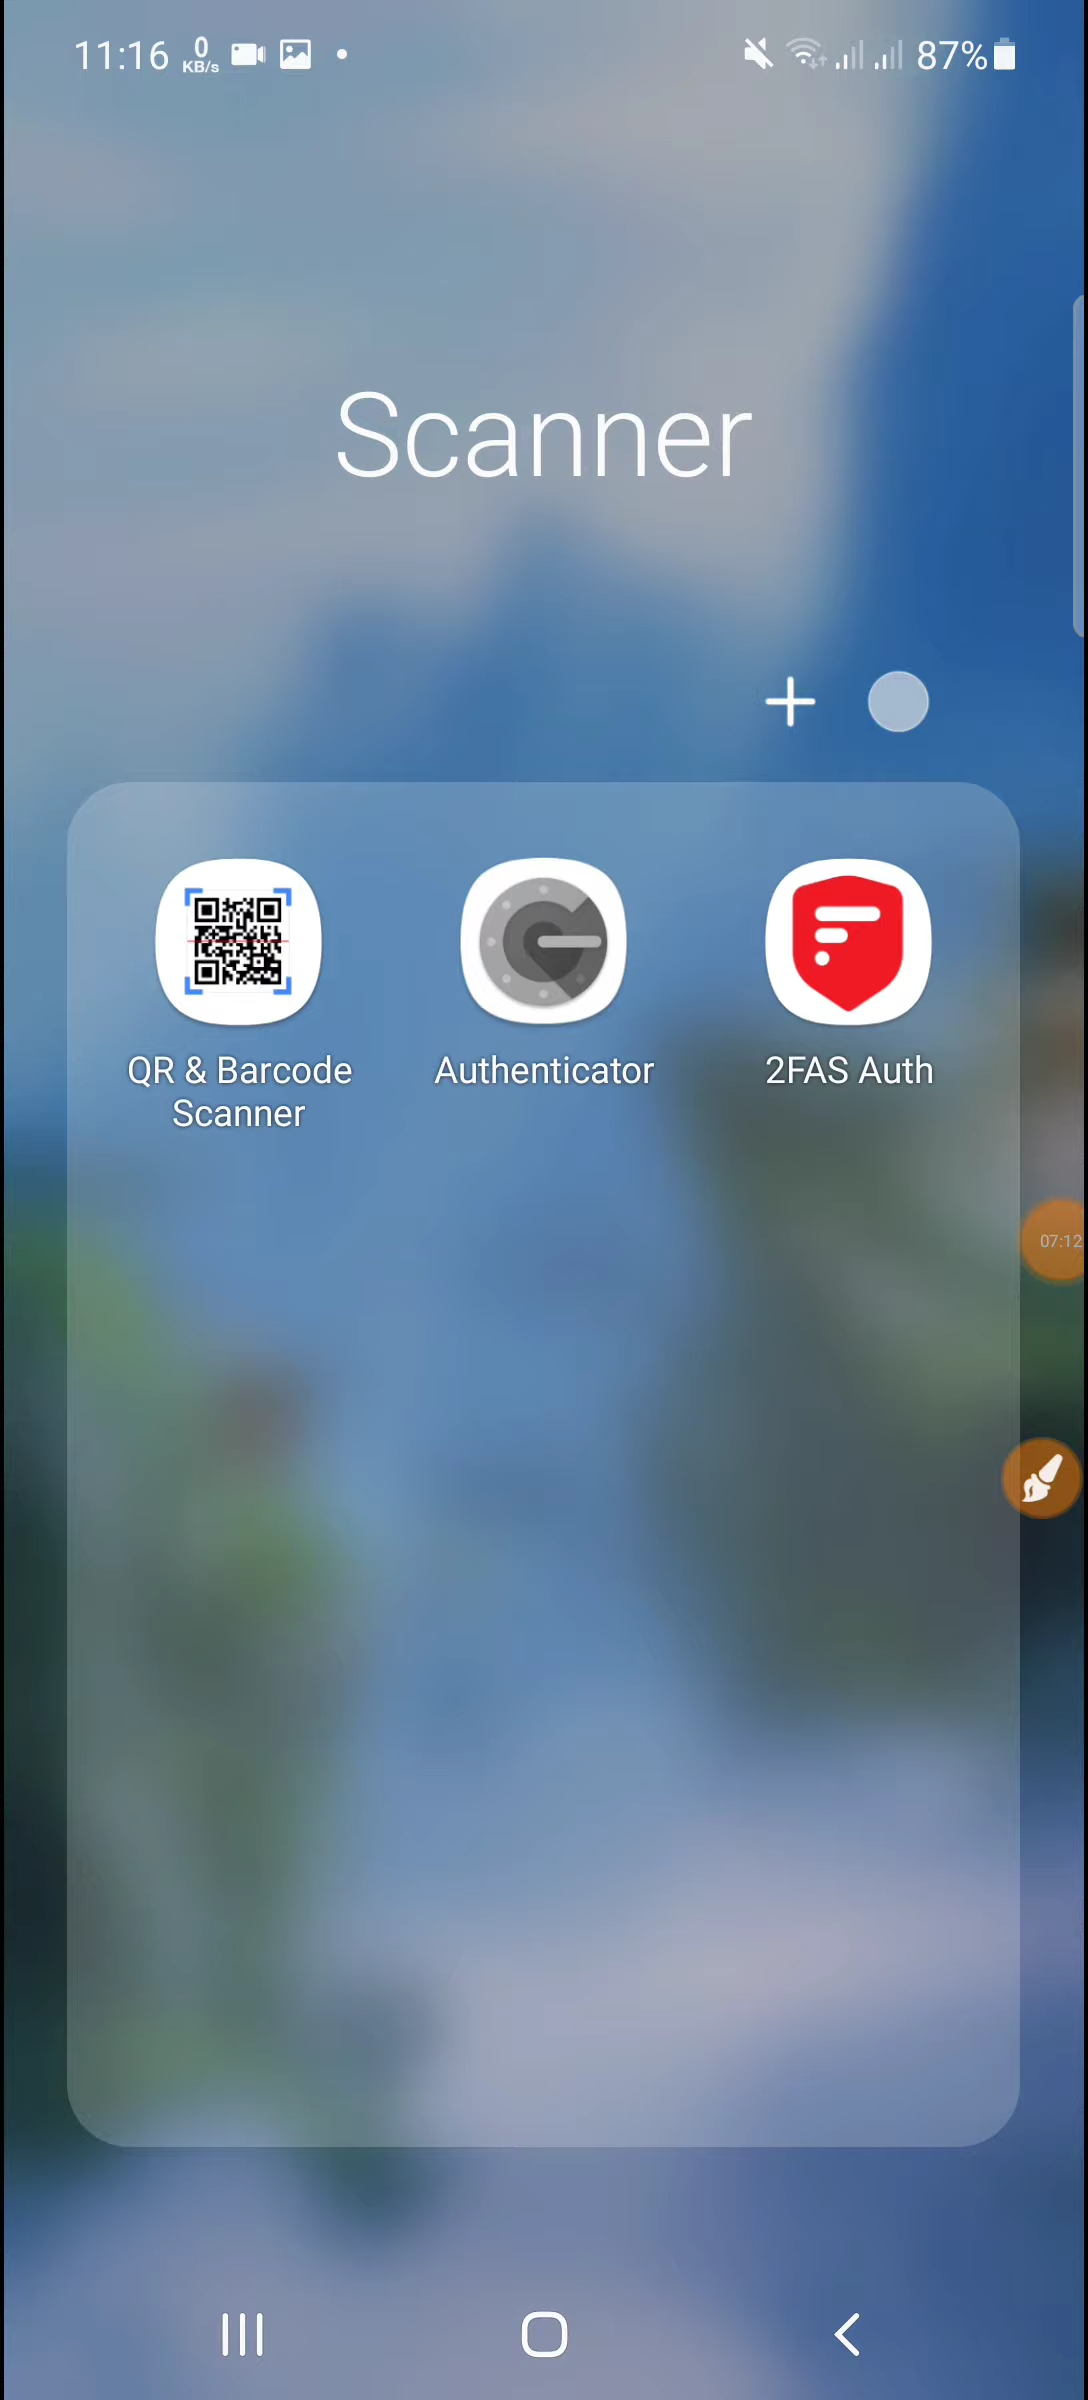 11:16 0 KB/s 87%
Scanner
QR & Barcode Scanner
Authenticator
2FAS Auth
07:12